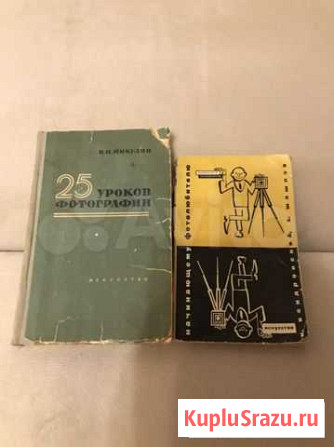 В.П.МИКУЛИН
25 УРОКОВ
ФОТОГРАФИИ
ИСКУССТВО
начинающему фотолюбителю
искусство
KupluSrazu.ru